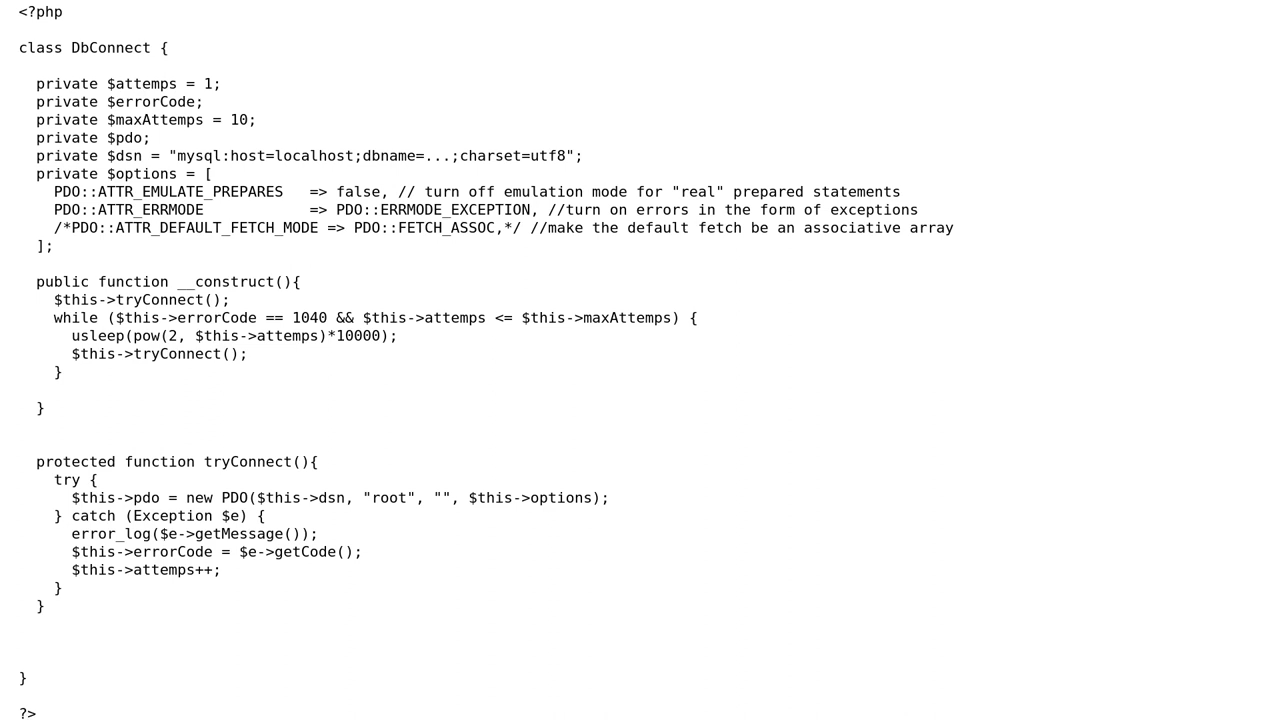 <?php
class DbConnect {
  private $attemps = 1;
  private $errorCode;
  private $maxAttemps = 10;
  private $pdo;
  private $dsn = "mysql:host=localhost;dbname=...;charset=utf8";
  private $options = [
    PDO::ATTR_EMULATE_PREPARES   => false, // turn off emulation mode for "real" prepared statements
    PDO::ATTR_ERRMODE            => PDO::ERRMODE_EXCEPTION, //turn on errors in the form of exceptions
    /*PDO::ATTR_DEFAULT_FETCH_MODE => PDO::FETCH_ASSOC,*/ //make the default fetch be an associative array
  ];
  public function __construct(){
    $this->tryConnect();
    while ($this->errorCode == 1040 && $this->attemps <= $this->maxAttemps) {
      usleep(pow(2, $this->attemps)*10000);
      $this->tryConnect();
    }
  }
  protected function tryConnect(){
    try {
      $this->pdo = new PDO($this->dsn, "root", "", $this->options);
    } catch (Exception $e) {
      error_log($e->getMessage());
      $this->errorCode = $e->getCode();
      $this->attemps++;
    }
  }
}
?>